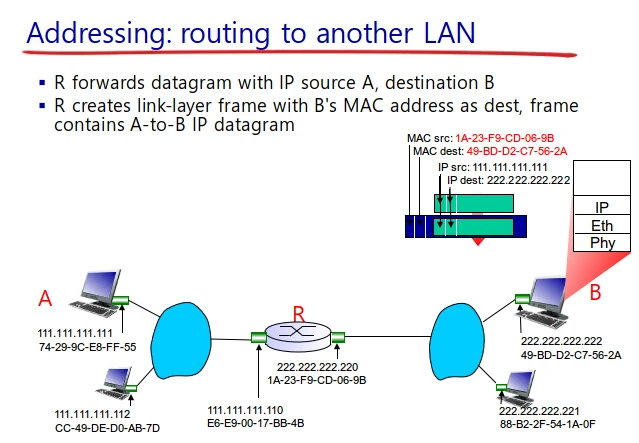 Addressing: routing to another LAN
▪ R forwards datagram with IP source A, destination B
▪ R creates link-layer frame with B's MAC address as dest, frame
contains A-to-B IP datagram
MAC src: 1A-23-F9-CD-06-9B
MAC dest: 49-BD-D2-C7-56-2A
IP src: 111.111.111.111
IP dest: 222.222.222.222
IP
Eth
Phy
A
R
B
111.111.111.111
74-29-9C-E8-FF-55
222.222.222.222
49-BD-D2-C7-56-2A
222.222.222.220
1A-23-F9-CD-06-9B
111.111.111.112
CC-49-DE-D0-AB-7D
111.111.111.110
E6-E9-00-17-BB-4B
222.222.222.221
88-B2-2F-54-1A-0F